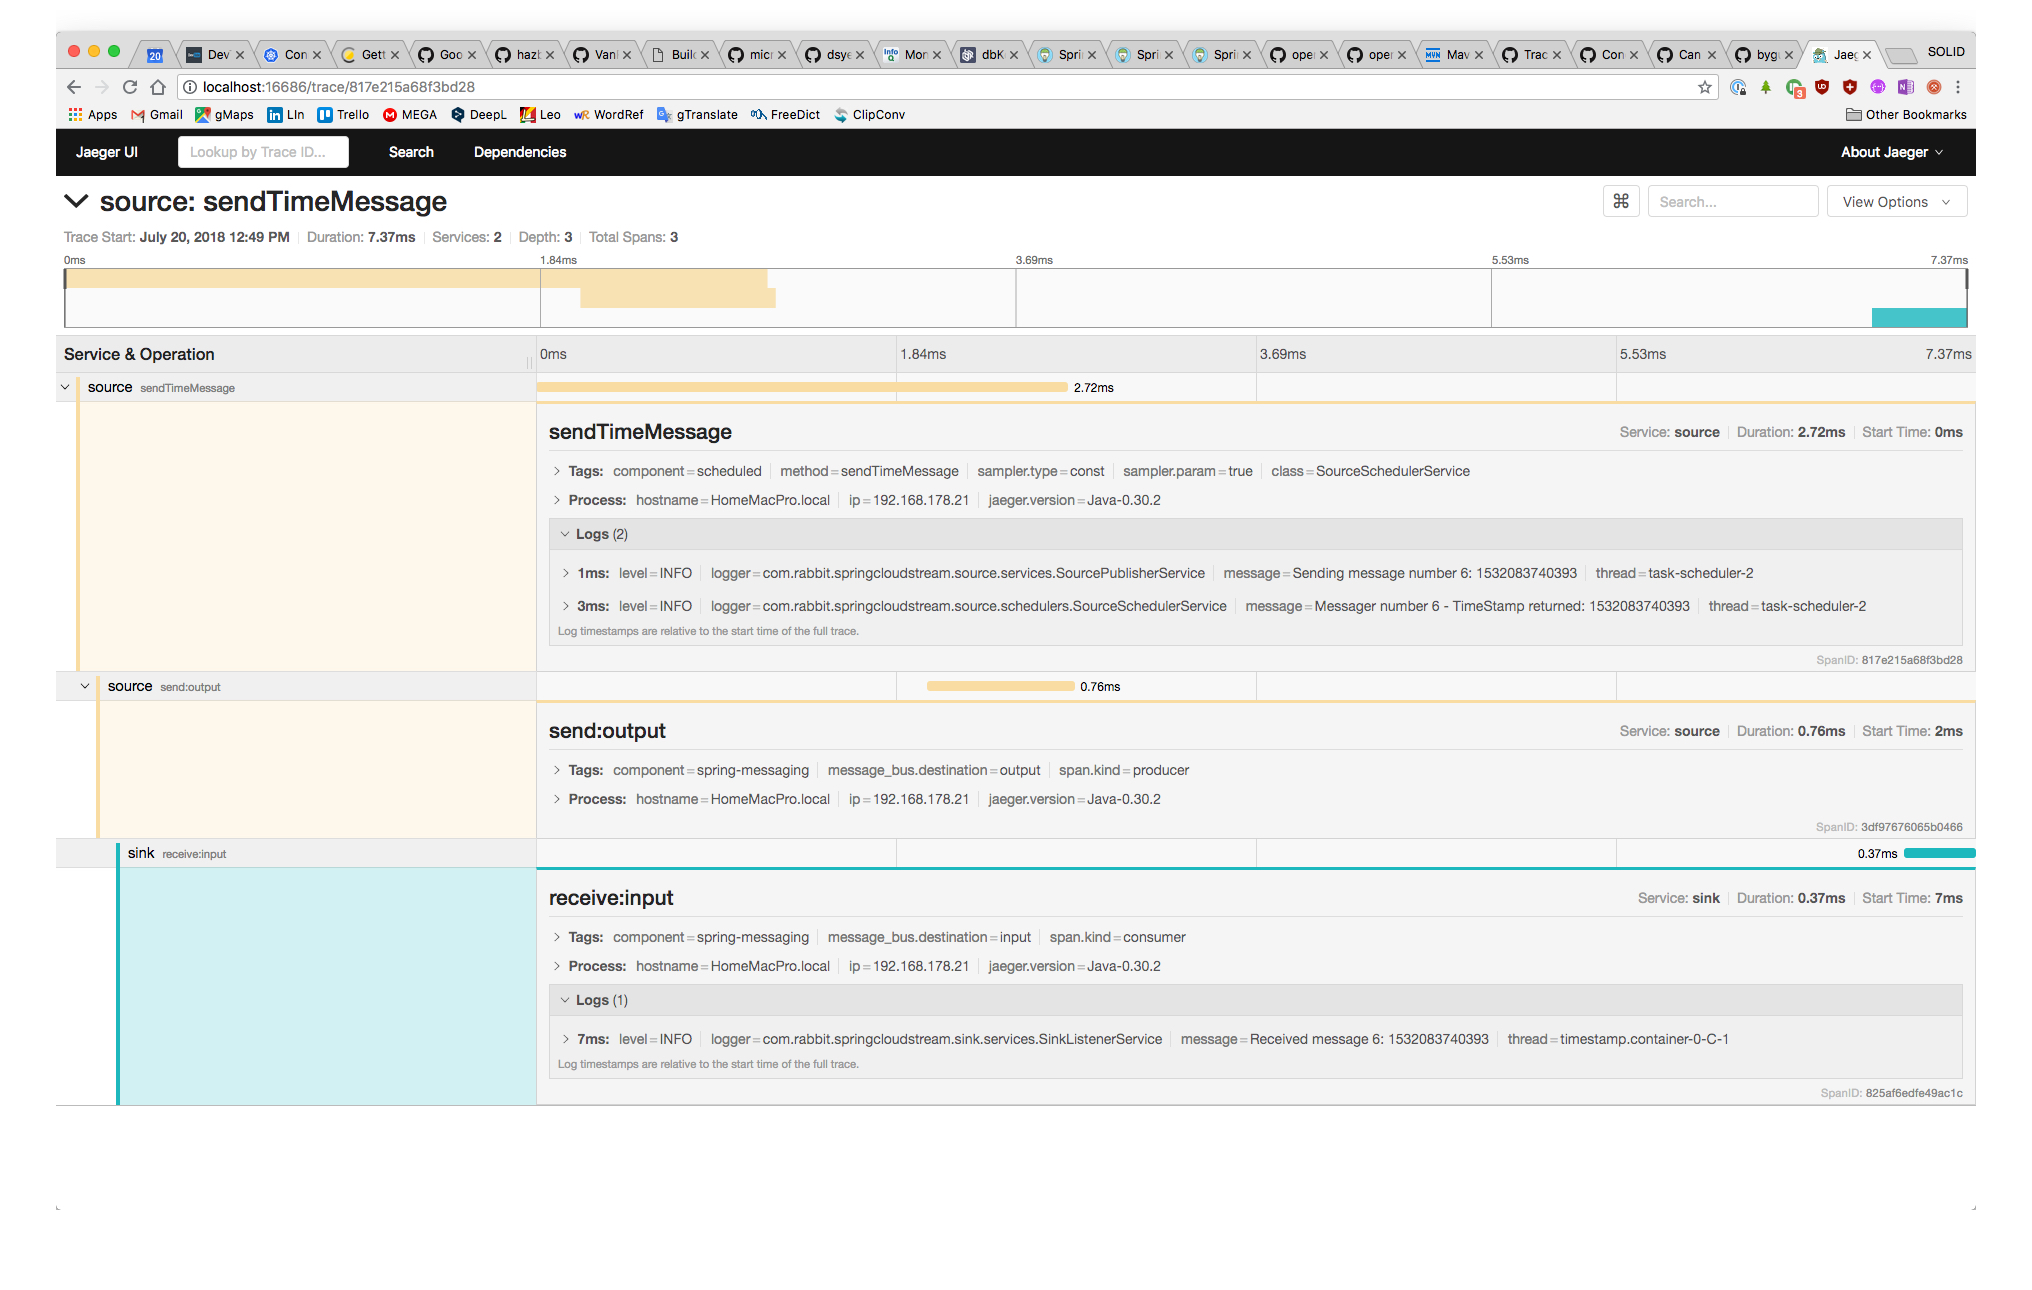 20 Dev Con Gett Goo hazb Vanl Build micr dsye Mon dbK Spri Spri Spri oper oper Mav Trac Con Can bygu Jaeg SOLID
localhost:16686/trace/817e215a68f3bd28
Apps Gmail gMaps LIn Trello MEGA DeepL Leo WordRef gTranslate FreeDict ClipConv Other Bookmarks
Jaeger UI Lookup by Trace ID... Search Dependencies About Jaeger
source: sendTimeMessage ⌘ Search... View Options
Trace Start: July 20, 2018 12:49 PM Duration: 7.37ms Services: 2 Depth: 3 Total Spans: 3
0ms 1.84ms 3.69ms 5.53ms 7.37ms
Service & Operation 0ms 1.84ms 3.69ms 5.53ms 7.37ms
source sendTimeMessage 2.72ms
sendTimeMessage Service: source Duration: 2.72ms Start Time: 0ms
Tags: component=scheduled method=sendTimeMessage sampler.type=const sampler.param=true class=SourceSchedulerService
Process: hostname=HomeMacPro.local ip=192.168.178.21 jaeger.version=Java-0.30.2
Logs (2)
1ms: level=INFO logger=com.rabbit.springcloudstream.source.services.SourcePublisherService message=Sending message number 6: 1532083740393 thread=task-scheduler-2
3ms: level=INFO logger=com.rabbit.springcloudstream.source.schedulers.SourceSchedulerService message=Messager number 6 - TimeStamp returned: 1532083740393 thread=task-scheduler-2
Log timestamps are relative to the start time of the full trace.
SpanID: 817e215a68f3bd28
source send:output 0.76ms
send:output Service: source Duration: 0.76ms Start Time: 2ms
Tags: component=spring-messaging message_bus.destination=output span.kind=producer
Process: hostname=HomeMacPro.local ip=192.168.178.21 jaeger.version=Java-0.30.2
SpanID: 3df97676065b0466
sink receive:input 0.37ms
receive:input Service: sink Duration: 0.37ms Start Time: 7ms
Tags: component=spring-messaging message_bus.destination=input span.kind=consumer
Process: hostname=HomeMacPro.local ip=192.168.178.21 jaeger.version=Java-0.30.2
Logs (1)
7ms: level=INFO logger=com.rabbit.springcloudstream.sink.services.SinkListenerService message=Received message 6: 1532083740393 thread=timestamp.container-0-C-1
Log timestamps are relative to the start time of the full trace.
SpanID: 825af6edfe49ac1c